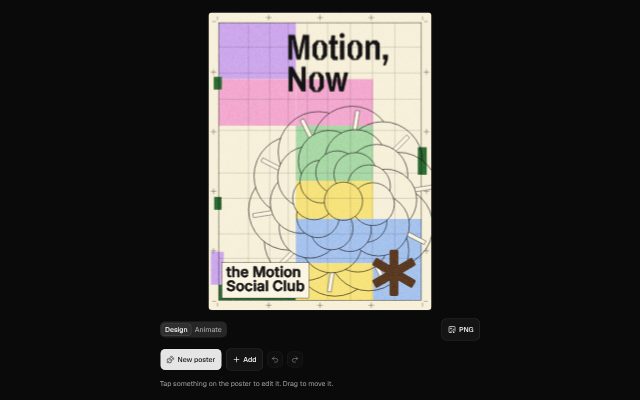 Motion,
Now
the Motion
Social Club
Design Animate
PNG
New poster
Add
Tap something on the poster to edit it. Drag to move it.